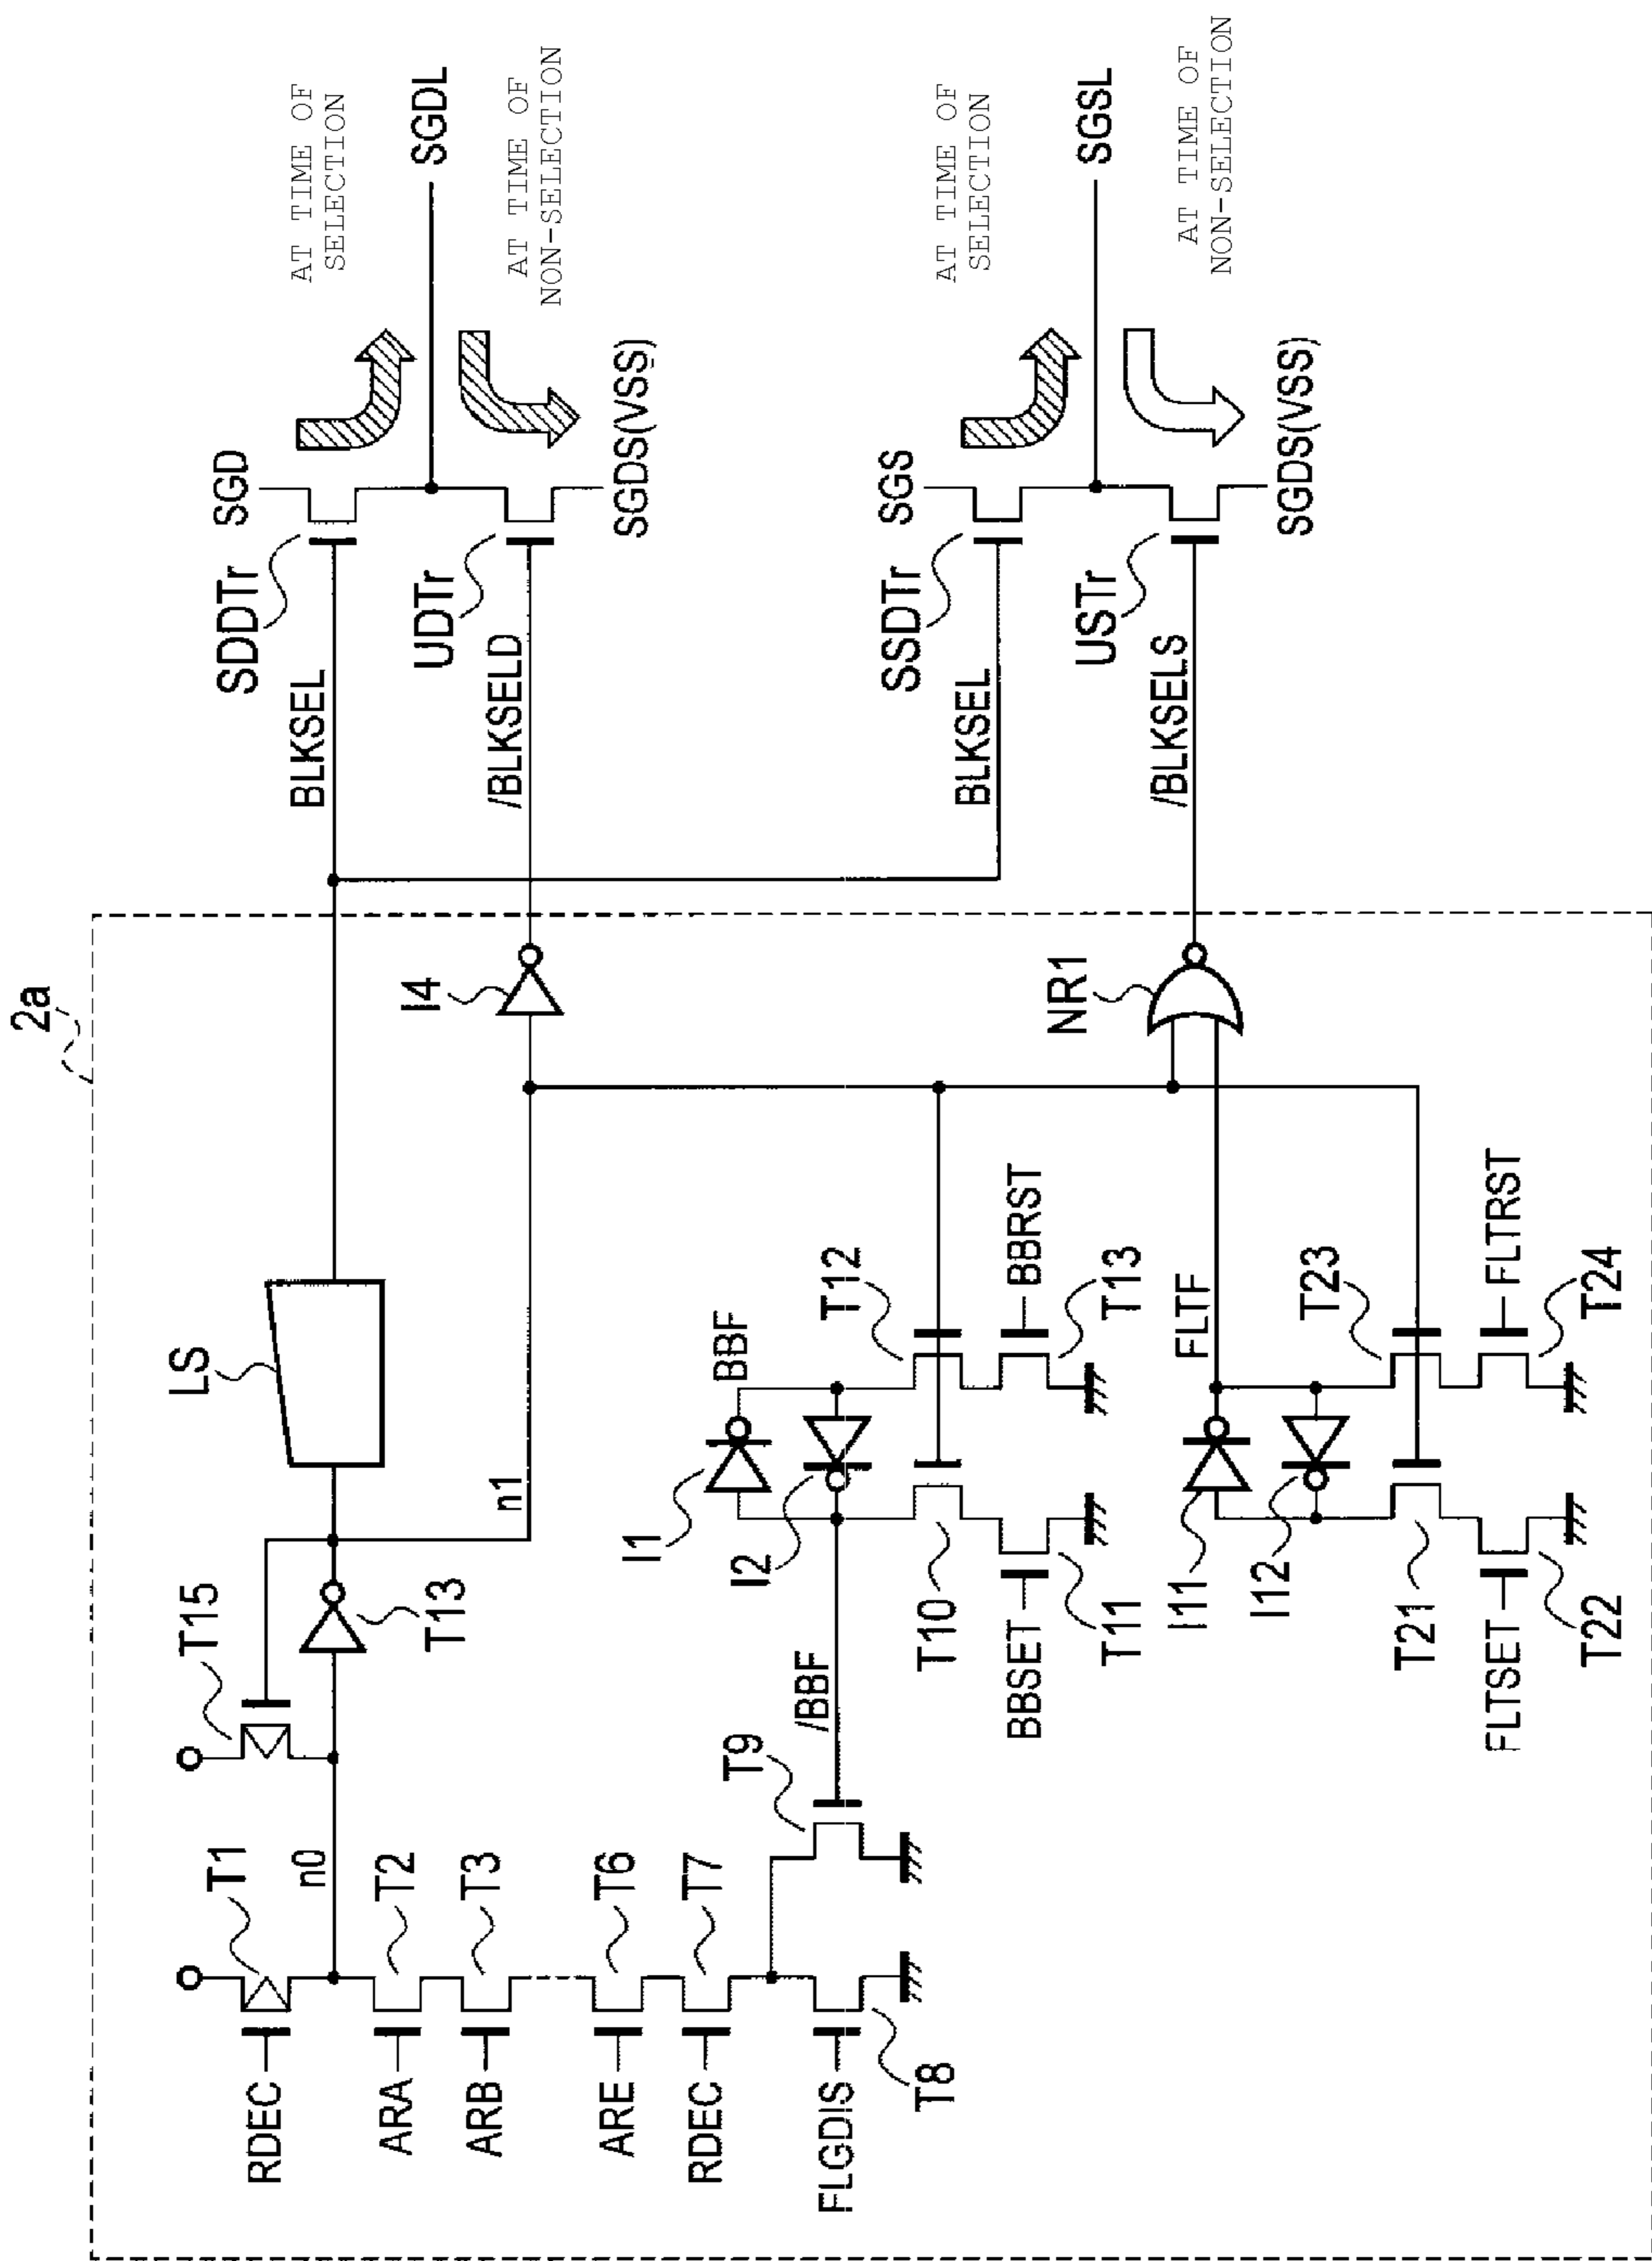 2a
RDEC
T1
T15
LS
n0
T13
n1
ARA
T2
ARB
T3
ARE
T6
RDEC
T7
FLGDIS
T8
T9
/BBF
I1
BBF
I2
T10
T12
BBSET
T11
BBRST
T13
I11
FLTF
I12
T21
T23
FLTSET
T22
FLTRST
T24
I4
NR1
BLKSEL
SDDTr
SGD
AT TIME OF
SELECTION
SGDL
/BLKSELD
UDTr
SGDS(VSS)
AT TIME OF
NON-SELECTION
BLKSEL
SSDTr
SGS
AT TIME OF
SELECTION
SGSL
/BLKSELS
USTr
SGDS(VSS)
AT TIME OF
NON-SELECTION